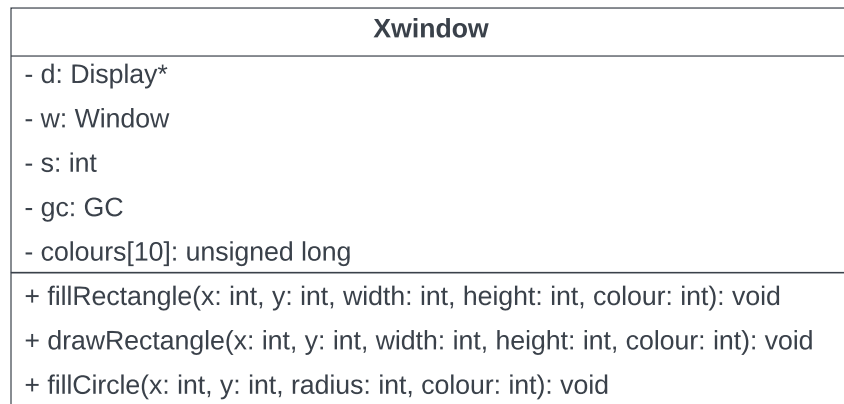 Xwindow
- d: Display*
- w: Window
- s: int
- gc: GC
- colours[10]: unsigned long
+ fillRectangle(x: int, y: int, width: int, height: int, colour: int): void
+ drawRectangle(x: int, y: int, width: int, height: int, colour: int): void
+ fillCircle(x: int, y: int, radius: int, colour: int): void